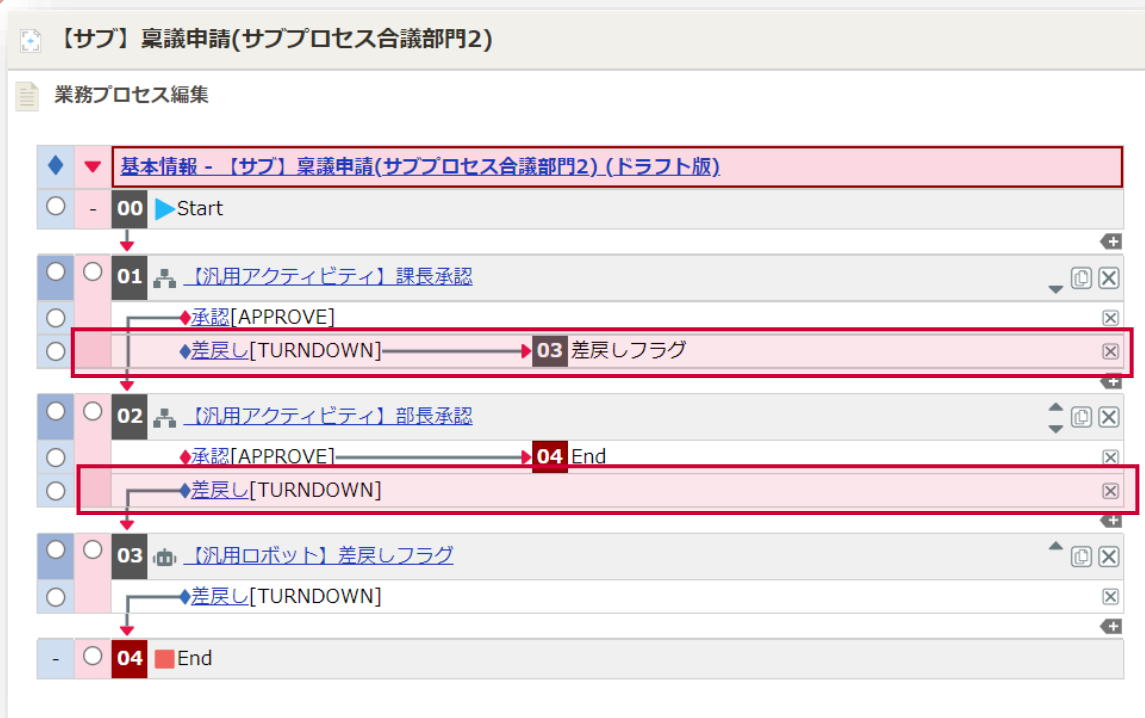 【サブ】稟議申請(サブプロセス合議部門2)
業務プロセス編集
基本情報 - 【サブ】稟議申請(サブプロセス合議部門2) (ドラフト版)
- 00 Start
01 【汎用アクティビティ】課長承認
承認[APPROVE]
差戻し[TURNDOWN] 03 差戻しフラグ
02 【汎用アクティビティ】部長承認
承認[APPROVE] 04 End
差戻し[TURNDOWN]
03 【汎用ロボット】差戻しフラグ
差戻し[TURNDOWN]
- 04 End